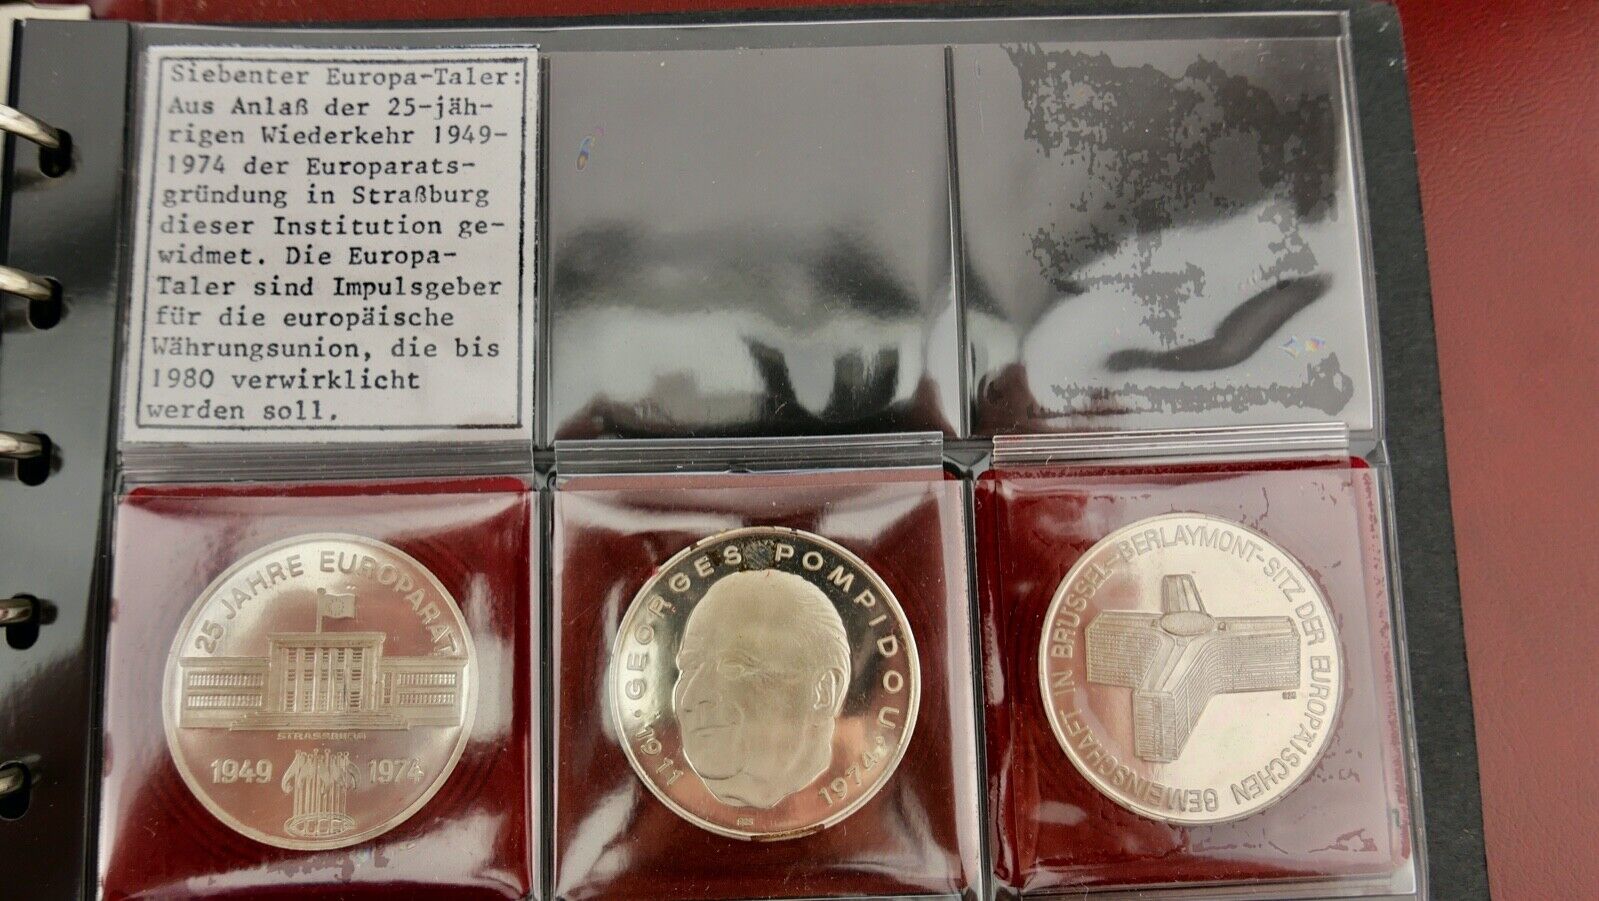 Siebenter Europa-Taler:
Aus Anlaß der 25-jäh-
rigen Wiederkehr 1949-
1974 der Europarats-
gründung in Straßburg
dieser Institution ge-
widmet. Die Europa-
Taler sind Impulsgeber
für die europäische
Währungsunion, die bis
1980 verwirklicht
werden soll.
25 JAHRE EUROPARAT
STRASSBURG
1949 1974
·GEORGES POMPIDOU·
1911 1974
925
BRÜSSEL-BERLAYMONT-SITZ DER EUROPÄISCHEN GEMEINSCHAFT IN